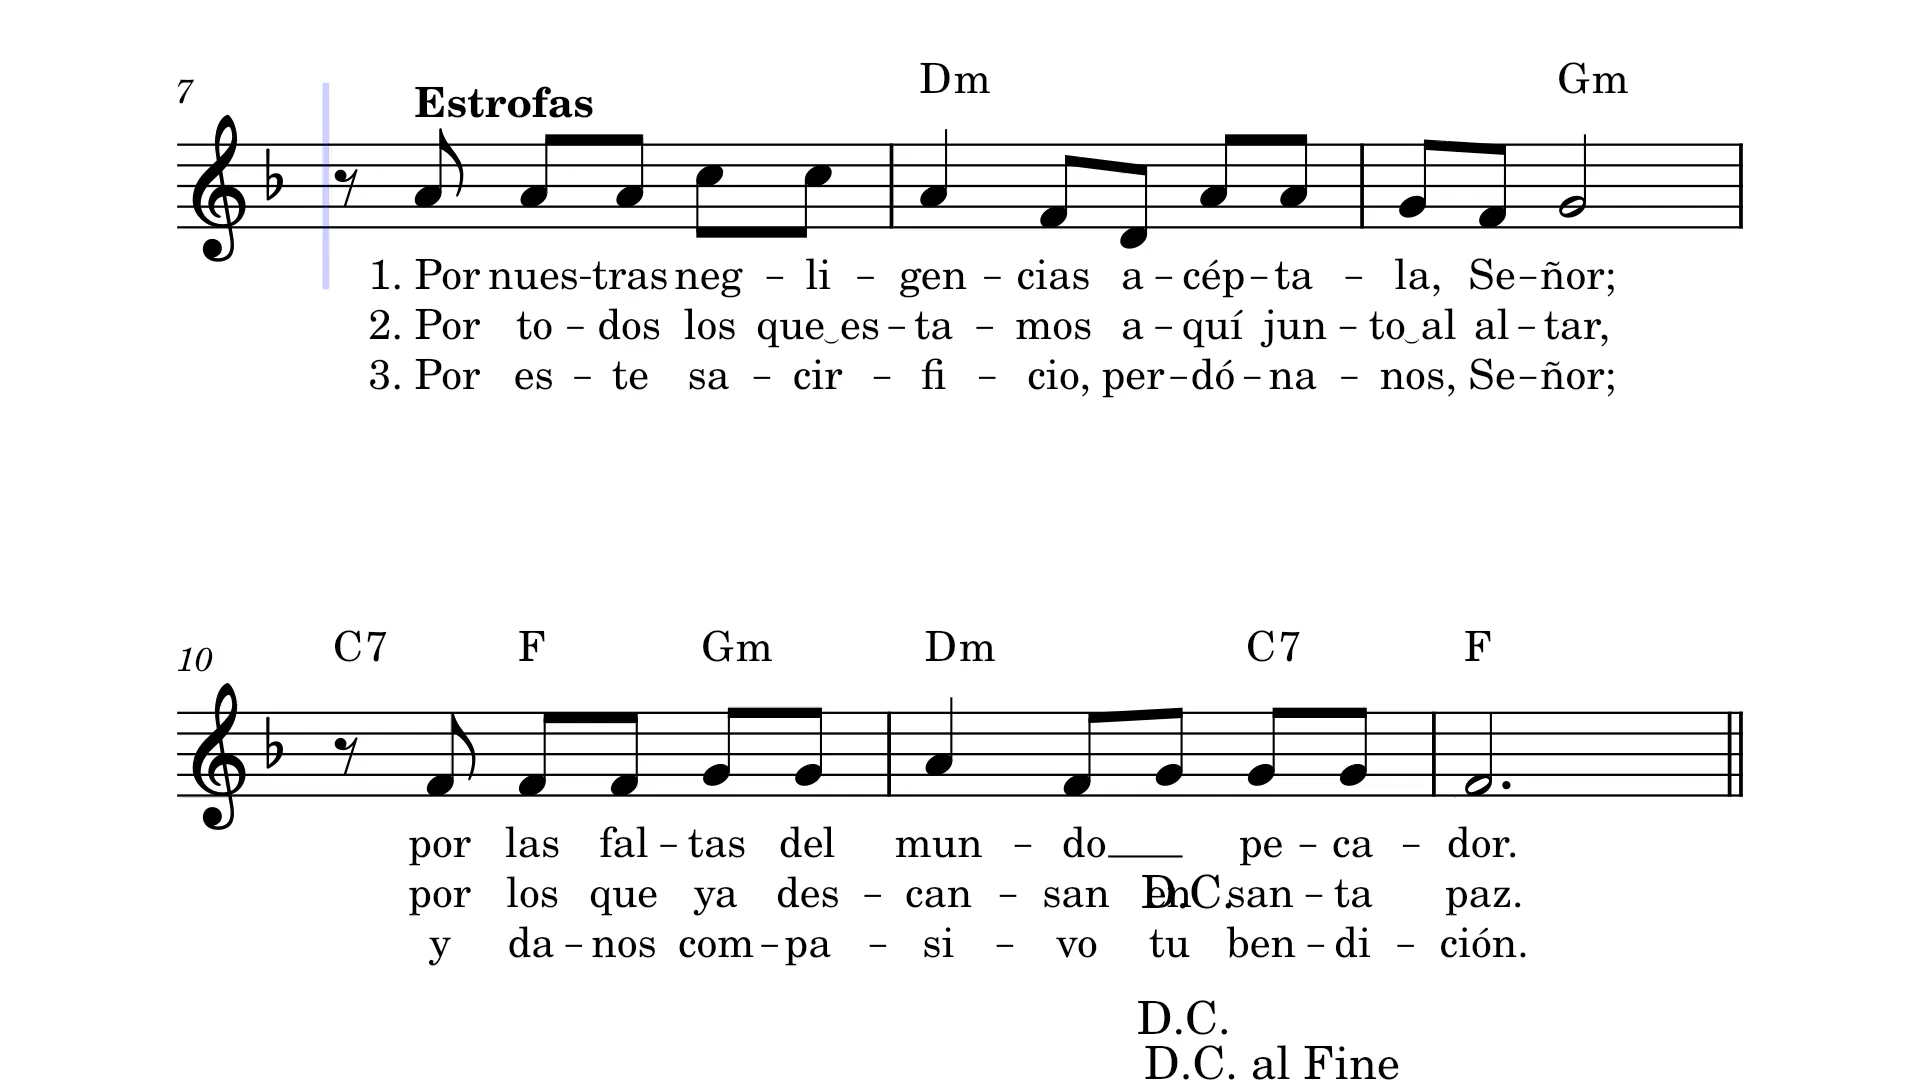 7
Estrofas
Dm Gm
1. Por nues-tras neg – li – gen – cias a – cép – ta – la, Se – ñor;
2. Por to – dos los que‿es – ta – mos a – quí jun – to‿al al – tar,
3. Por es – te sa – cir – fi – cio, per – dó – na – nos, Se – ñor;
10
C7 F Gm Dm C7 F
por las fal – tas del mun – do___ pe – ca – dor.
por los que ya des – can – san en san – ta paz.
D.C.
y da – nos com – pa – si – vo tu ben – di – ción.
D.C.
D.C. al Fine